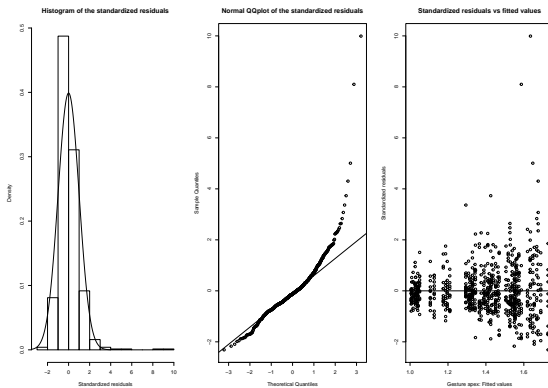 Histogram of the standardized residuals
Density
0.0 0.1 0.2 0.3 0.4 0.5
-2 0 2 4 6 8 10
Standardized residuals
Normal QQplot of the standardized residuals
Sample Quantiles
-2 0 2 4 6 8 10
-3 -2 -1 0 1 2 3
Theoretical Quantiles
Standardized residuals vs fitted values
Standardized residuals
-2 0 2 4 6 8 10
1.0 1.2 1.4 1.6
Gesture apex: Fitted values